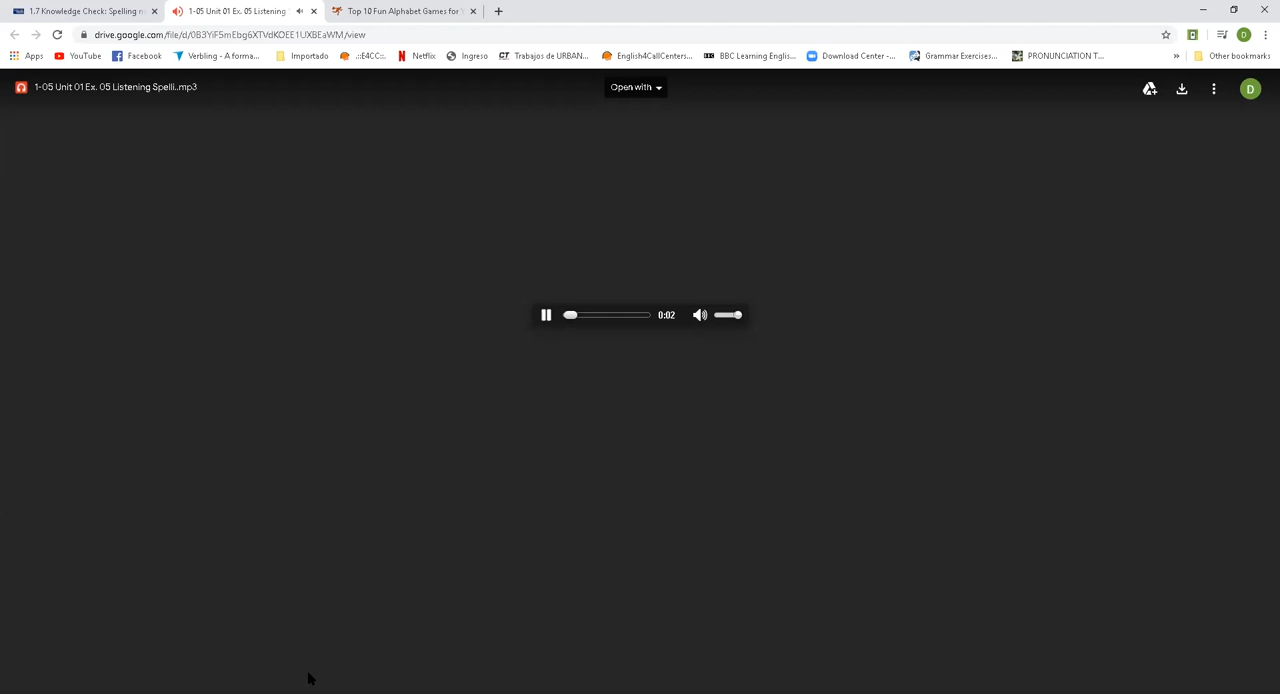 1.7 Knowledge Check: Spelling n
1-05 Unit 01 Ex. 05 Listening S
Top 10 Fun Alphabet Games for Y
drive.google.com/file/d/0B3YiF5mEbg6XTVdKOEE1UXBEaWM/view
Apps YouTube Facebook Verbling - A forma... Importado .::E4CC::. Netflix Ingreso CT Trabajos de URBAN... English4CallCenters... BBC BBC Learning Englis... Download Center -... Grammar Exercises... PRONUNCIATION T... » Other bookmarks
1-05 Unit 01 Ex. 05 Listening Spelli..mp3
Open with
D
0:02